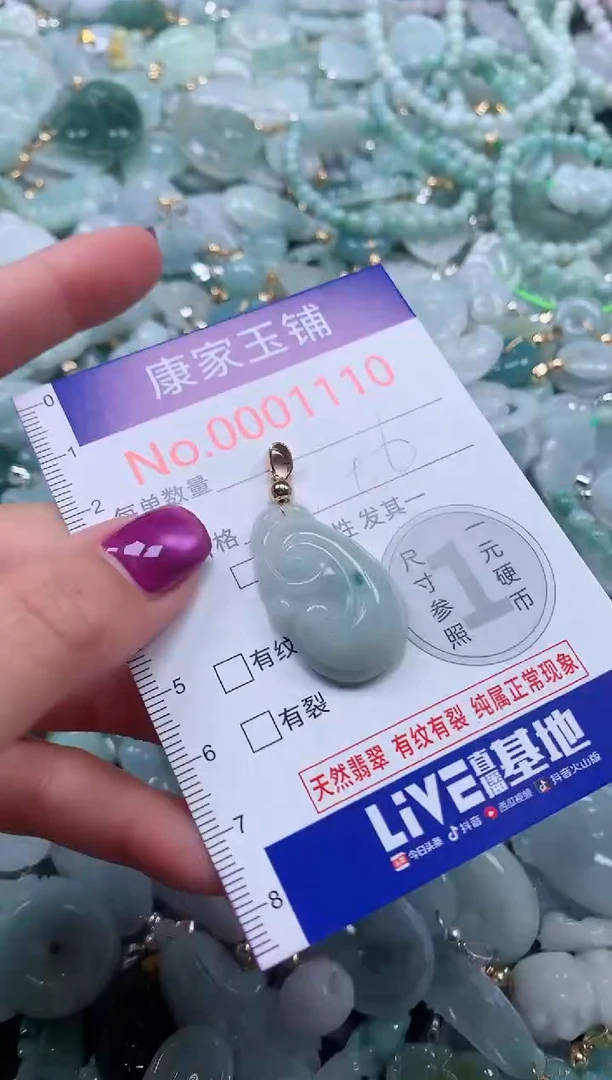 康家玉铺
No.0001110
0
1
2
每单数量
格
性发其一
尺寸参照
1
一元硬币
有纹
5
有裂
6
天然翡翠 有纹有裂 纯属正常现象
7
LiVE直播基地
今日头条 抖音 西瓜视频 抖音火山版
8